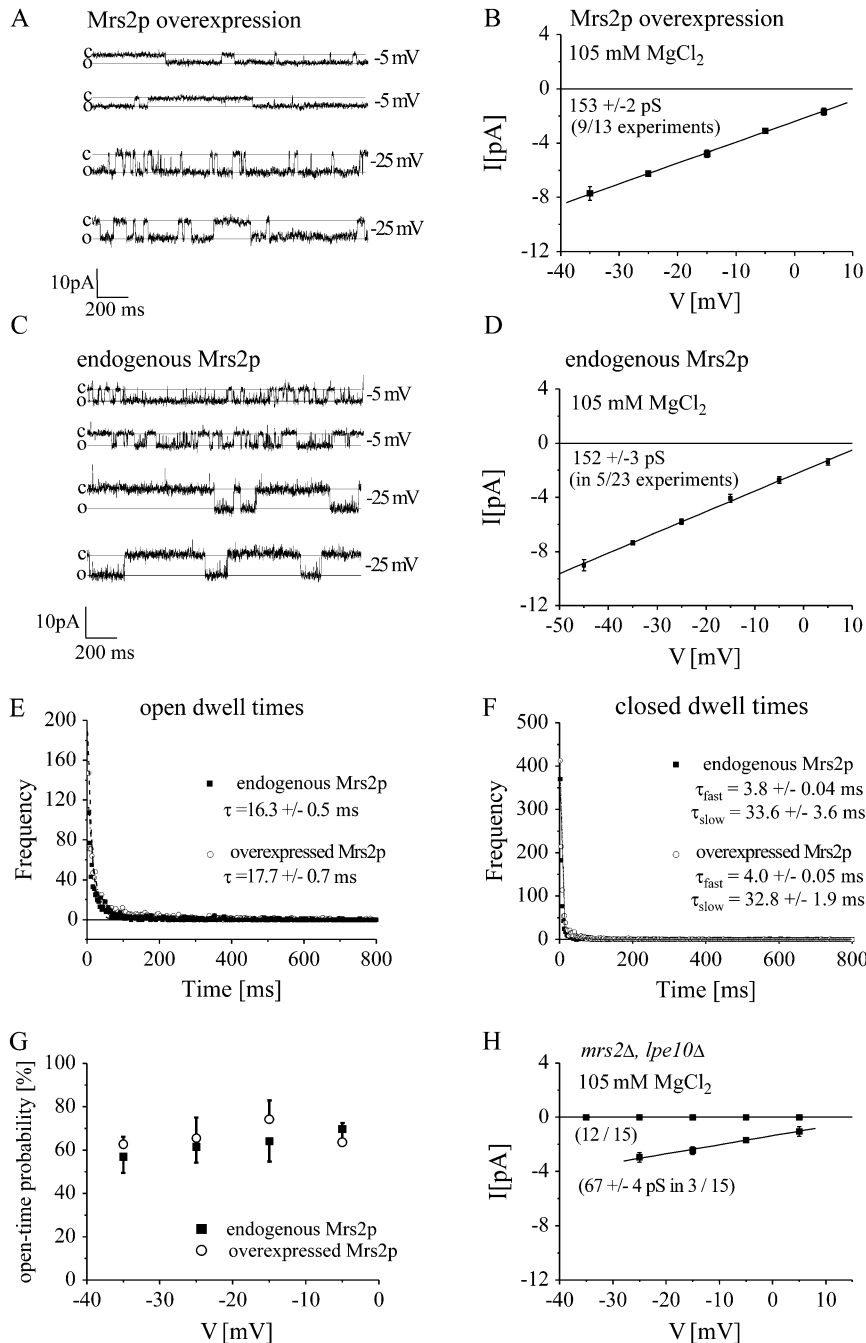 A
Mrs2p overexpression
c
o
-5 mV
c
o
-5 mV
c
o
-25 mV
c
o
-25 mV
10pA
200 ms
B
Mrs2p overexpression
105 mM MgCl2
153 +/-2 pS
(9/13 experiments)
I[pA]
4
0
-4
-8
-12
-40 -30 -20 -10 0 10
V [mV]
C
endogenous Mrs2p
c
o
-5 mV
c
o
-5 mV
c
o
-25 mV
c
o
-25 mV
10pA
200 ms
D
endogenous Mrs2p
105 mM MgCl2
152 +/-3 pS
(in 5/23 experiments)
I[pA]
4
0
-4
-8
-12
-50 -40 -30 -20 -10 0 10
V [mV]
E
open dwell times
Frequency
200
160
120
80
40
0
endogenous Mrs2p
τ =16.3 +/- 0.5 ms
overexpressed Mrs2p
τ =17.7 +/- 0.7 ms
0 200 400 600 800
Time [ms]
F
closed dwell times
Frequency
500
400
300
200
100
0
endogenous Mrs2p
τfast = 3.8 +/- 0.04 ms
τslow = 33.6 +/- 3.6 ms
overexpressed Mrs2p
τfast = 4.0 +/- 0.05 ms
τslow = 32.8 +/- 1.9 ms
0 200 400 600 800
Time [ms]
G
open-time probability [%]
100
80
60
40
20
0
endogenous Mrs2p
overexpressed Mrs2p
-40 -30 -20 -10 0
V [mV]
H
mrs2Δ, lpe10Δ
105 mM MgCl2
(12 / 15)
(67 +/- 4 pS in 3 / 15)
I[pA]
4
0
-2
-4
-6
-40 -30 -20 -10 0 10
V [mV]